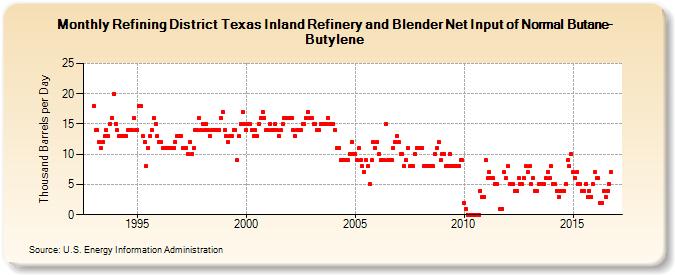 Monthly Refining District Texas Inland Refinery and Blender Net Input of Normal Butane-
Butylene
Thousand Barrels per Day
25
20
15
10
5
0
1995
2000
2005
2010
2015
Source: U.S. Energy Information Administration